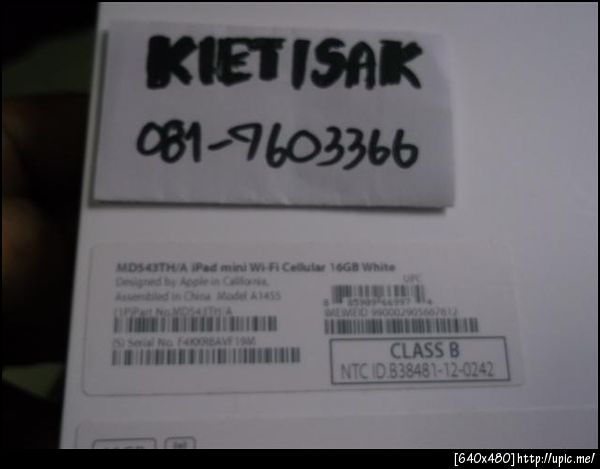 KIETISAK
081-7603366
MD543TH/A iPad mini Wi-Fi Cellular 16GB White
Designed by Apple in California,
Assembled in China Model A1455
UPC
(1P)Part No.MD543TH/A
(S) Serial No.
CLASS B
NTC ID:B38481-12-0242
[640x480]http://upic.me/